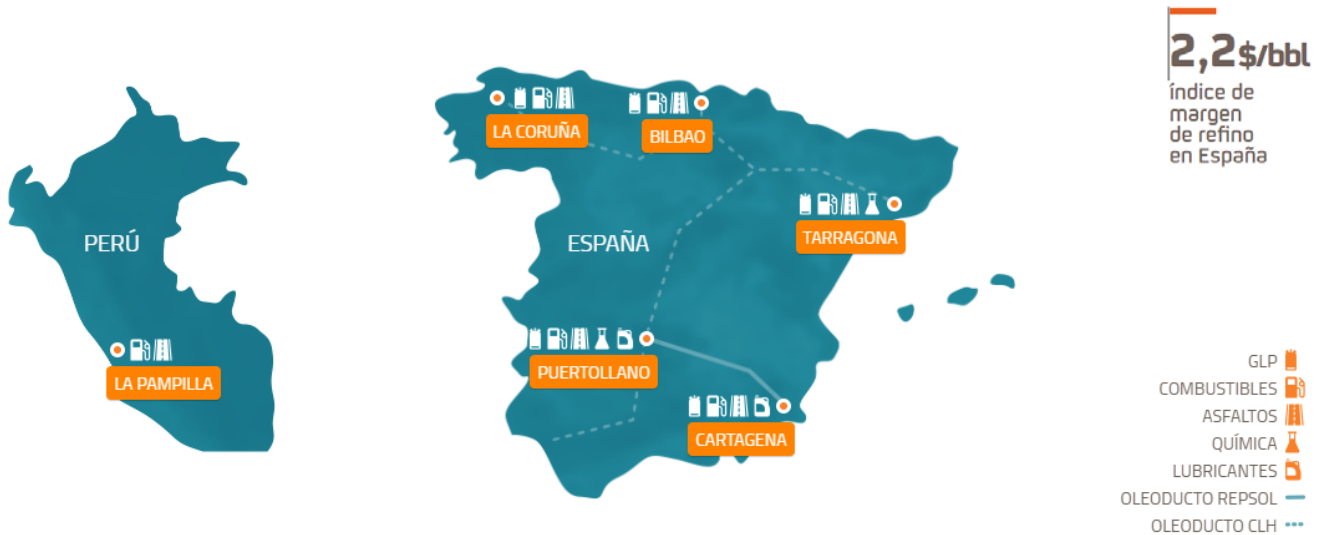 2,2$/bbl
índice de
margen
de refino
en España
LA CORUÑA
BILBAO
TARRAGONA
PERÚ
ESPAÑA
LA PAMPILLA
PUERTOLLANO
CARTAGENA
GLP
COMBUSTIBLES
ASFALTOS
QUÍMICA
LUBRICANTES
OLEODUCTO REPSOL
OLEODUCTO CLH